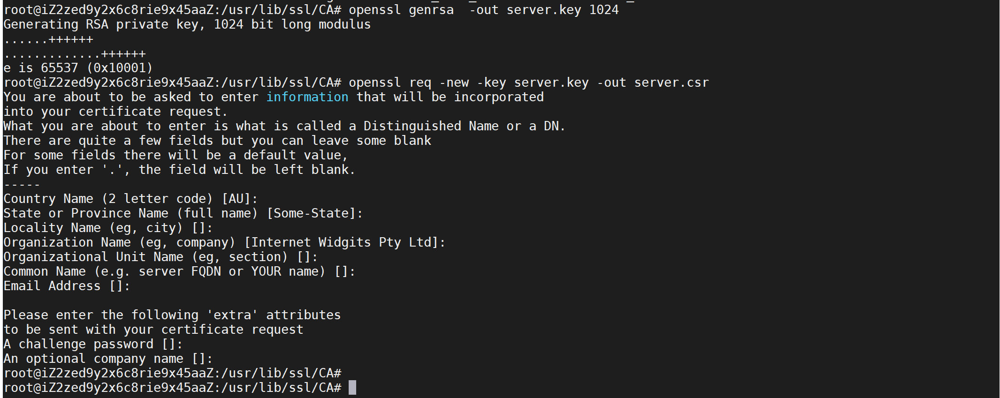 root@iZ2zed9y2x6c8rie9x45aaZ:/usr/lib/ssl/CA# openssl genrsa  -out server.key 1024
Generating RSA private key, 1024 bit long modulus
......++++++
.............++++++
e is 65537 (0x10001)
root@iZ2zed9y2x6c8rie9x45aaZ:/usr/lib/ssl/CA# openssl req -new -key server.key -out server.csr
You are about to be asked to enter information that will be incorporated
into your certificate request.
What you are about to enter is what is called a Distinguished Name or a DN.
There are quite a few fields but you can leave some blank
For some fields there will be a default value,
If you enter '.', the field will be left blank.
-----
Country Name (2 letter code) [AU]:
State or Province Name (full name) [Some-State]:
Locality Name (eg, city) []:
Organization Name (eg, company) [Internet Widgits Pty Ltd]:
Organizational Unit Name (eg, section) []:
Common Name (e.g. server FQDN or YOUR name) []:
Email Address []:

Please enter the following 'extra' attributes
to be sent with your certificate request
A challenge password []:
An optional company name []:
root@iZ2zed9y2x6c8rie9x45aaZ:/usr/lib/ssl/CA#
root@iZ2zed9y2x6c8rie9x45aaZ:/usr/lib/ssl/CA#